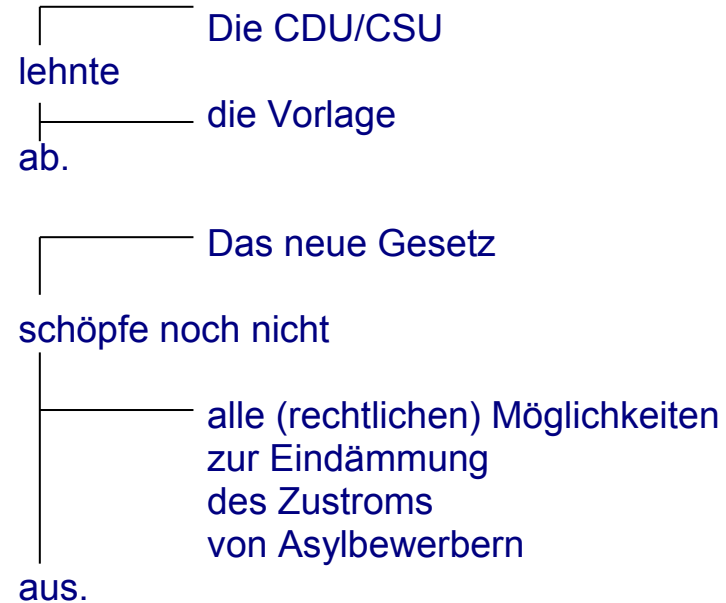 Die CDU/CSU
lehnte
die Vorlage
ab.
Das neue Gesetz
schöpfe noch nicht
alle (rechtlichen) Möglichkeiten
zur Eindämmung
des Zustroms
von Asylbewerbern
aus.